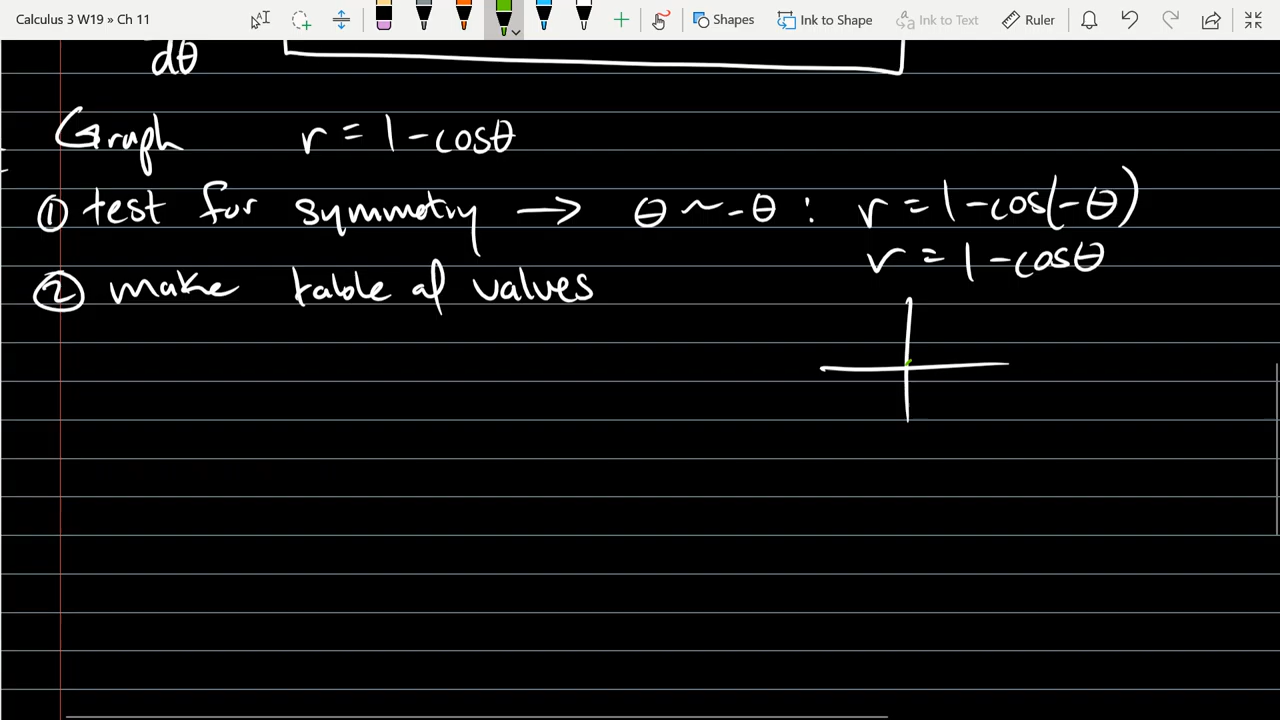 Calculus 3 W19 » Ch 11
Shapes
Ink to Shape
Ink to Text
Ruler
dθ
Graph r = 1 - cosθ
① test for symmetry → θ ~ -θ : r = 1 - cos(-θ)
r = 1 - cosθ
② make table of values